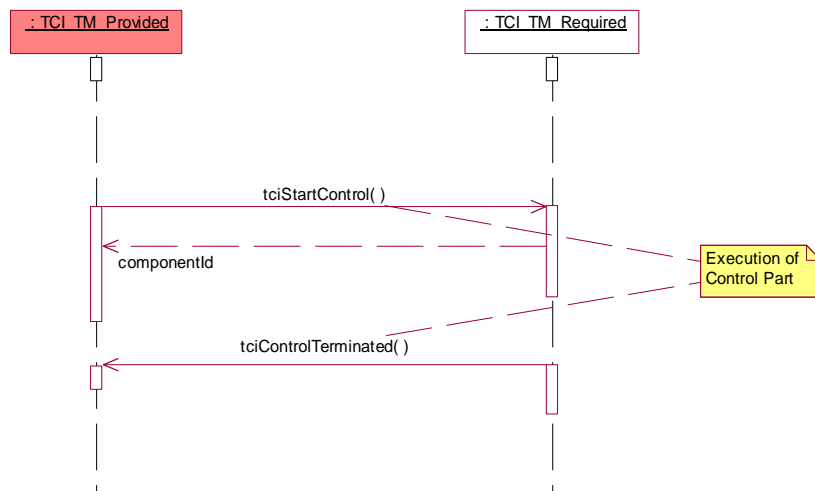 : TCI_TM_Provided
: TCI_TM_Required
tciStartControl( )
componentId
Execution of
Control Part
tciControlTerminated( )